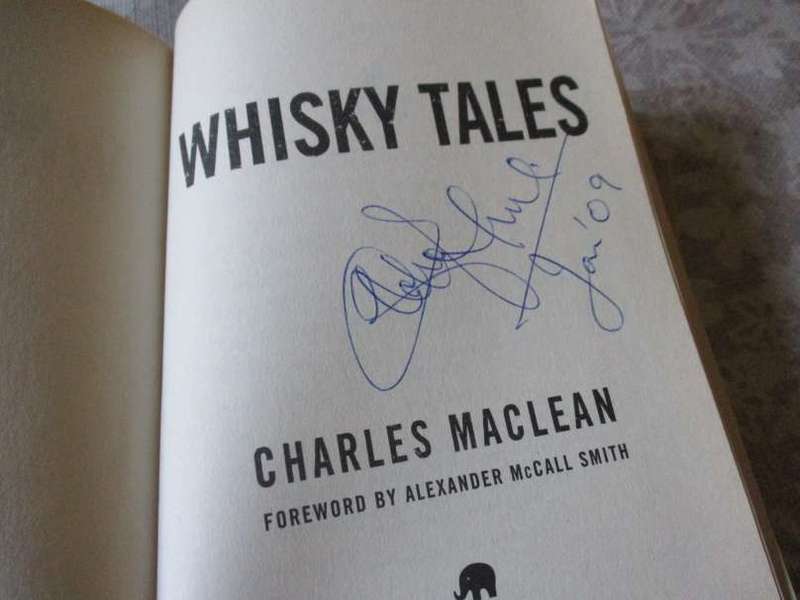 WHISKY TALES
Jan '09
CHARLES MACLEAN
FOREWORD BY ALEXANDER McCALL SMITH